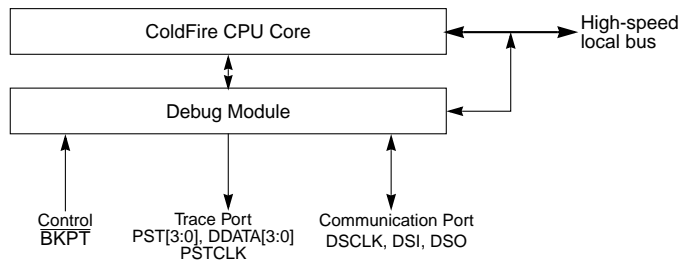 ColdFire CPU Core
High-speed
local bus
Debug Module
Control
BKPT
Trace Port
PST[3:0], DDATA[3:0]
PSTCLK
Communication Port
DSCLK, DSI, DSO